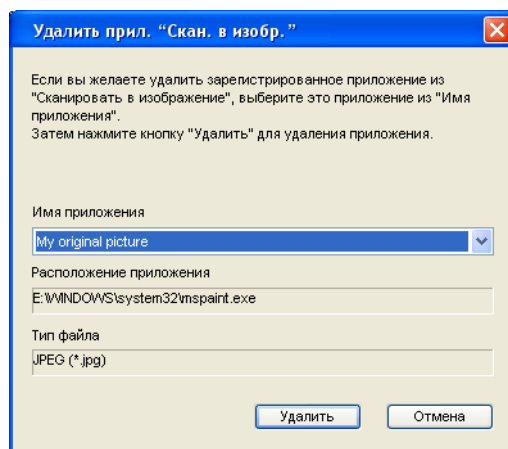 Удалить прил. “Скан. в изобр.”
Если вы желаете удалить зарегистрированное приложение из
"Сканировать в изображение", выберите это приложение из "Имя
приложения".
Затем нажмите кнопку "Удалить" для удаления приложения.
Имя приложения
My original picture
Расположение приложения
E:\WINDOWS\system32\mspaint.exe
Тип файла
JPEG (*.jpg)
Удалить
Отмена